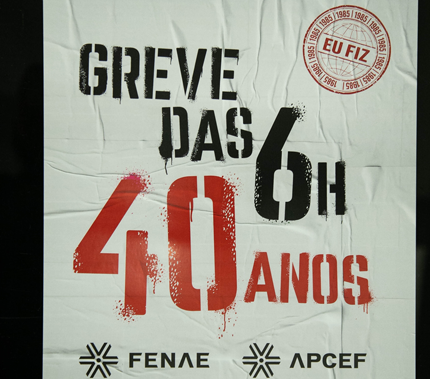 1985 | 1985 | 1985 | 1985 | 1985 | 1985
EU FIZ
GREVE
DAS 6H
40 ANOS
FENAE APCEF